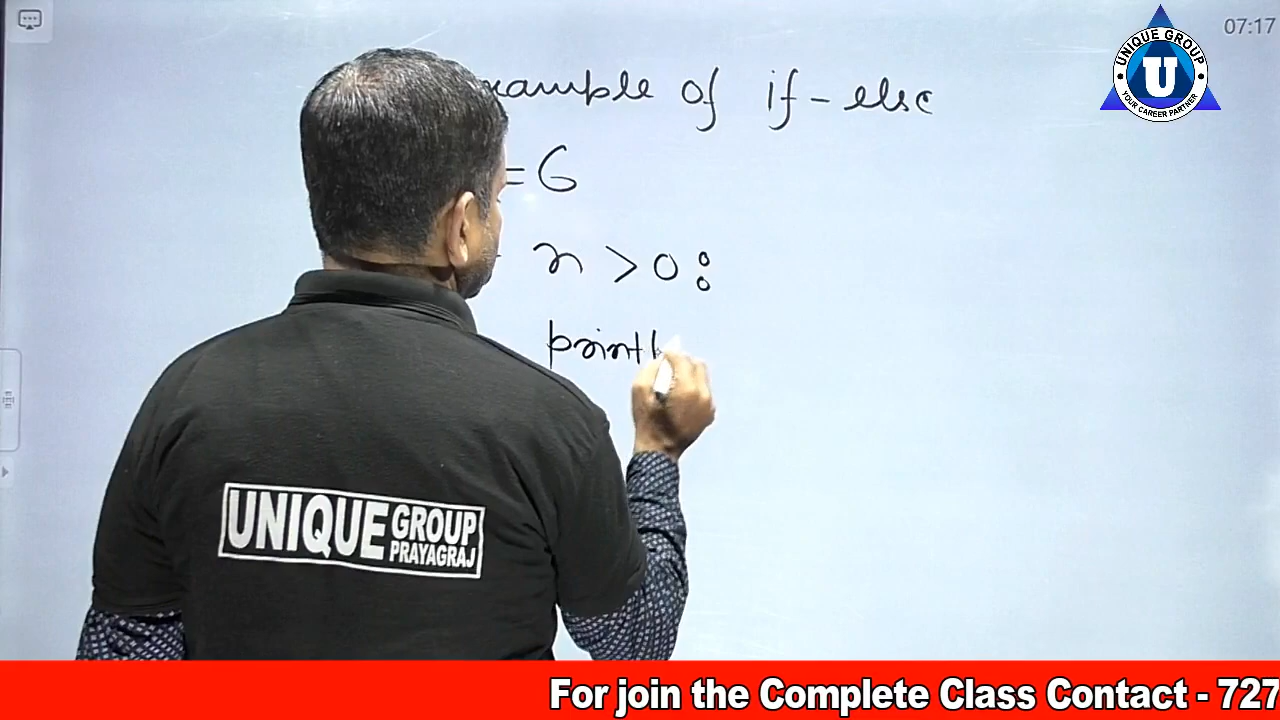 07:17
UNIQUE GROUP
U
YOUR CAREER PARTNER
xample of if - else
= 6
n > 0 :
print(
UNIQUE GROUP
PRAYAGRAJ
For join the Complete Class Contact - 727